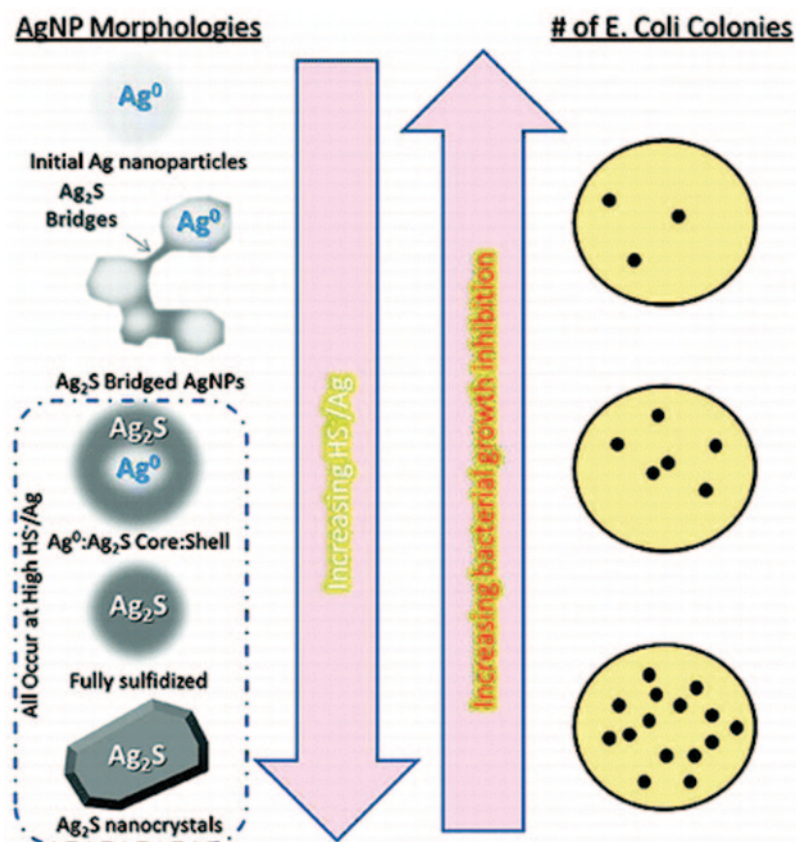 AgNP Morphologies
Ag⁰
Initial Ag nanoparticles
Ag₂S
Bridges
Ag⁰
Ag₂S Bridged AgNPs
All Occur at High HS⁻/Ag
Ag₂S
Ag⁰
Ag⁰:Ag₂S Core:Shell
Ag₂S
Fully sulfidized
Ag₂S
Ag₂S nanocrystals
Increasing HS⁻/Ag
Increasing bacterial growth inhibition
# of E. Coli Colonies